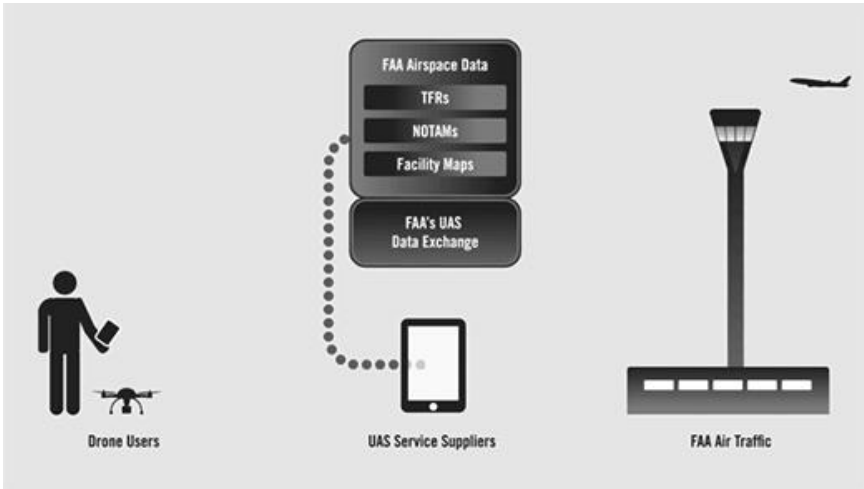 FAA Airspace Data
TFRs
NOTAMs
Facility Maps
FAA's UAS
Data Exchange
Drone Users
UAS Service Suppliers
FAA Air Traffic